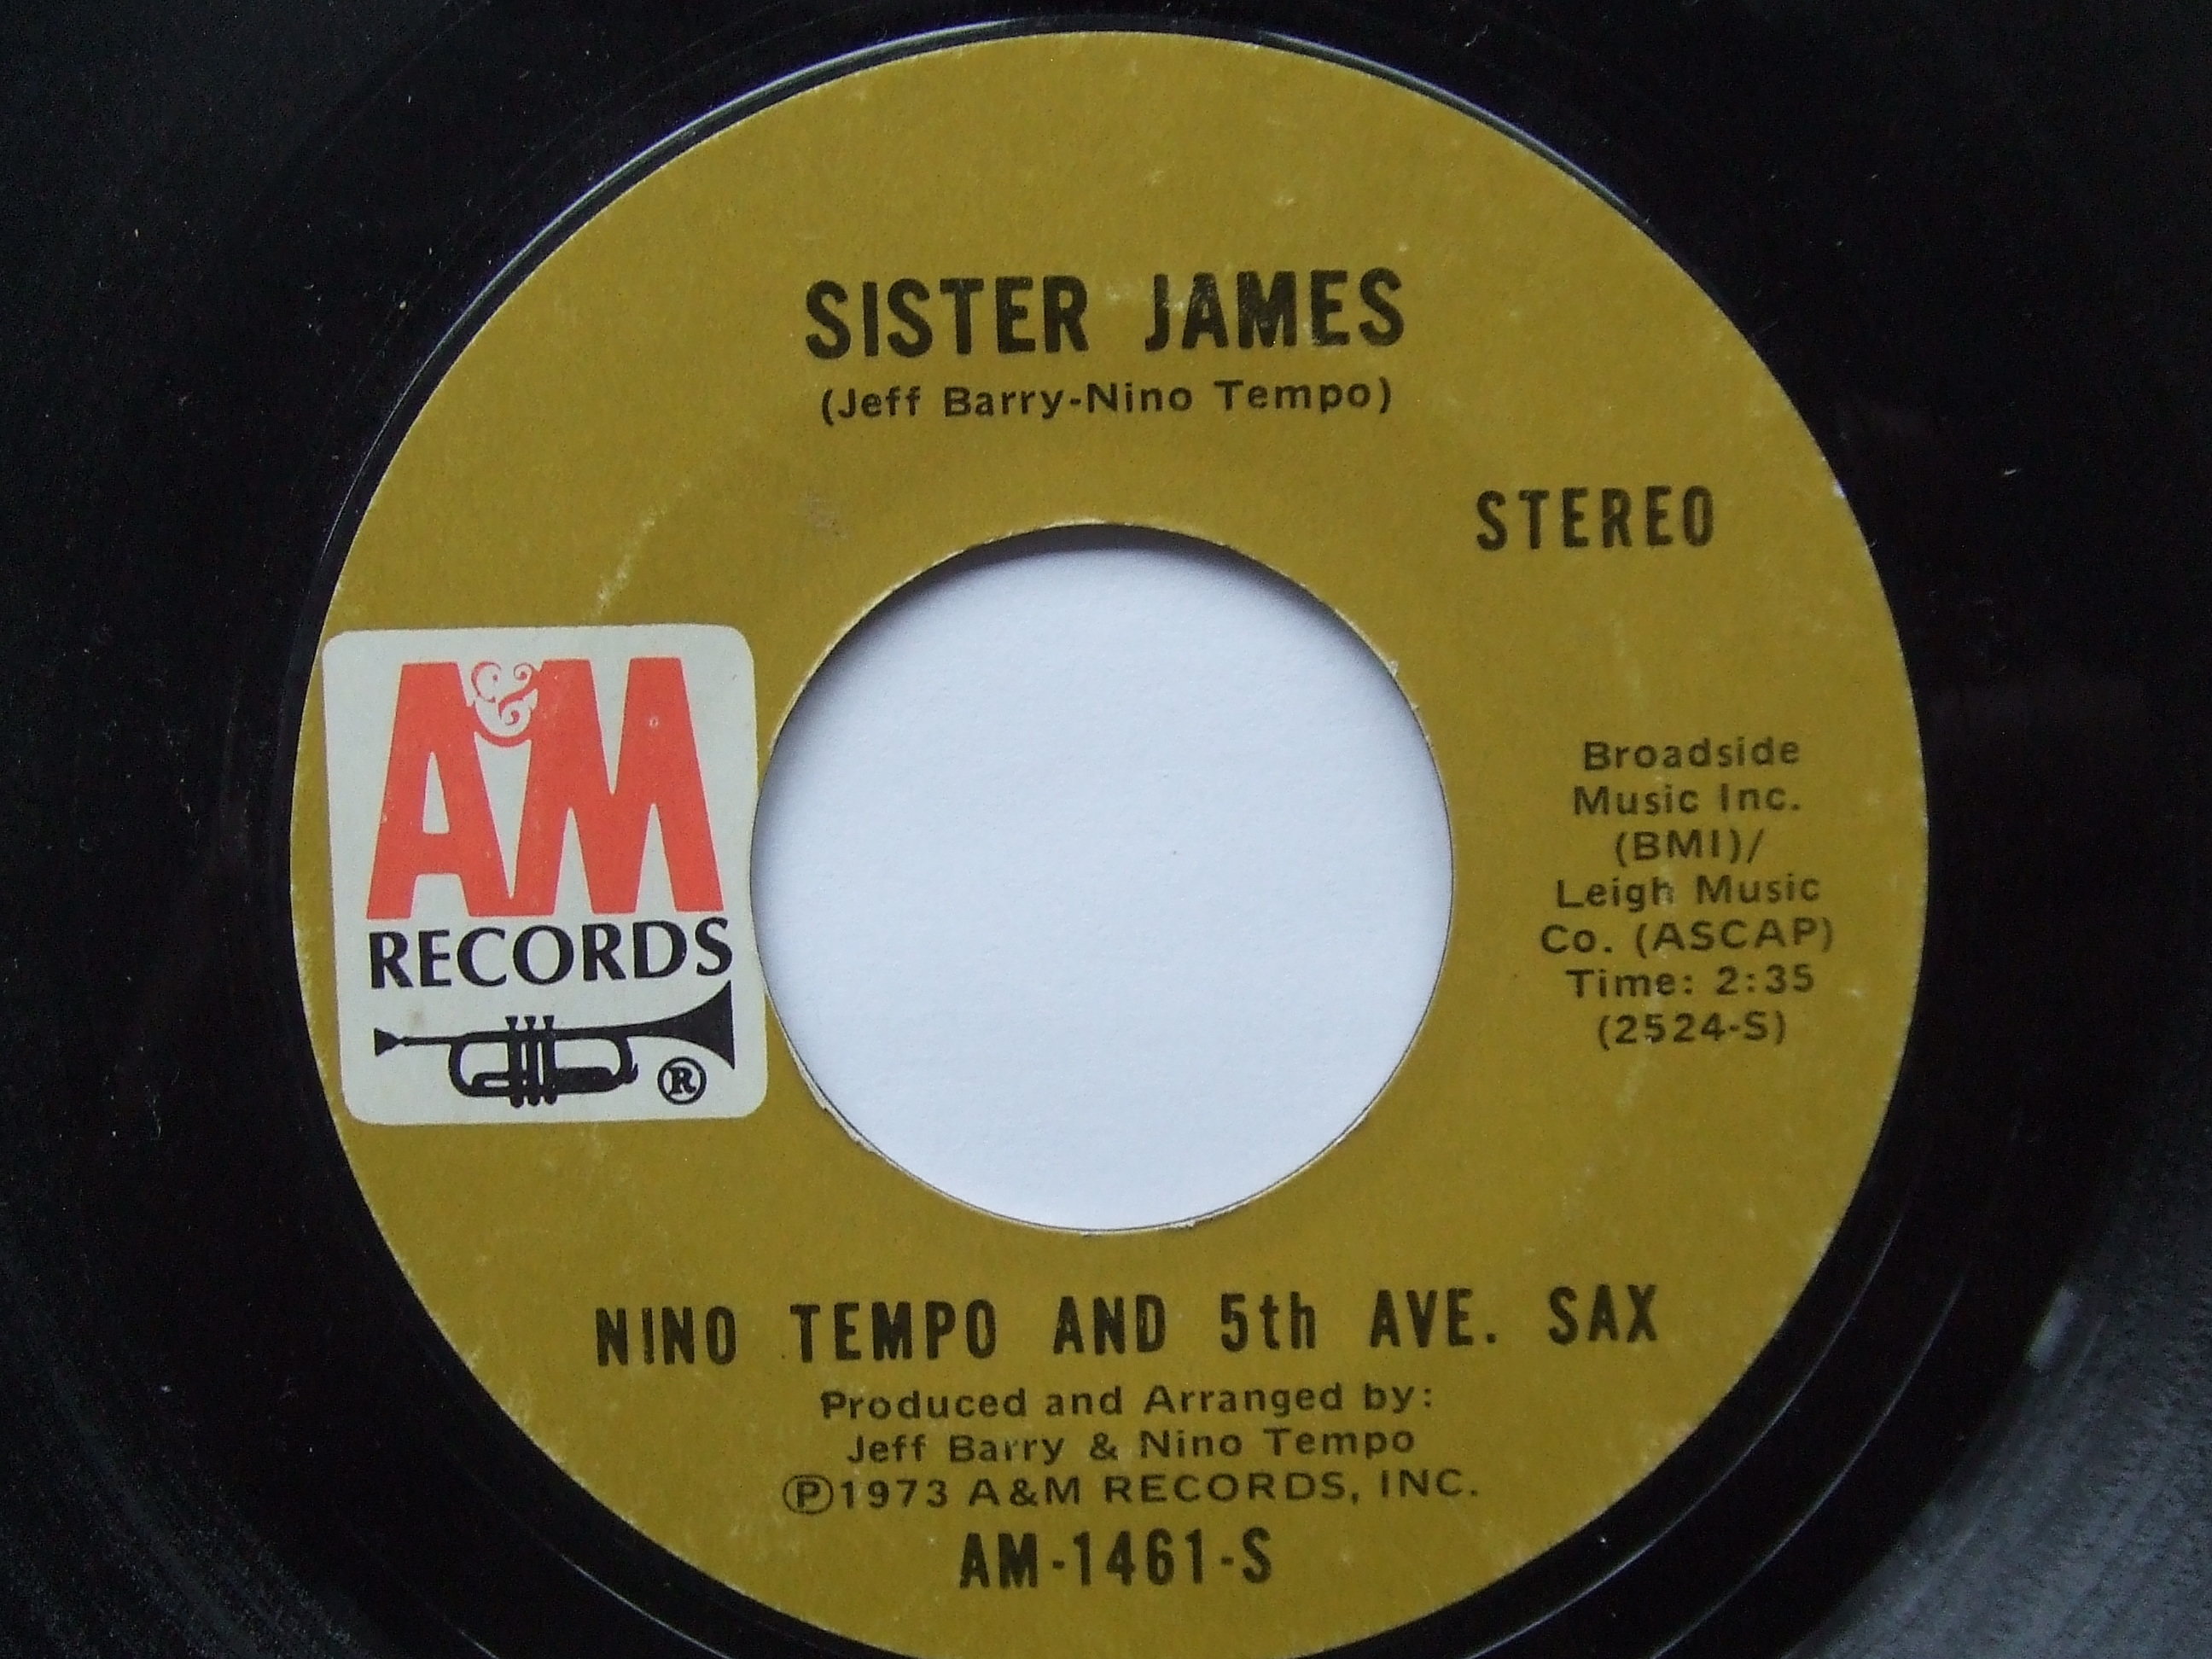 SISTER JAMES
(Jeff Barry-Nino Tempo)
STEREO
A&M
RECORDS
®
Broadside
Music Inc.
(BMI)/
Leigh Music
Co. (ASCAP)
Time: 2:35
(2524-S)
NINO TEMPO AND 5th AVE. SAX
Produced and Arranged by:
Jeff Barry & Nino Tempo
℗1973 A&M RECORDS, INC.
AM-1461-S